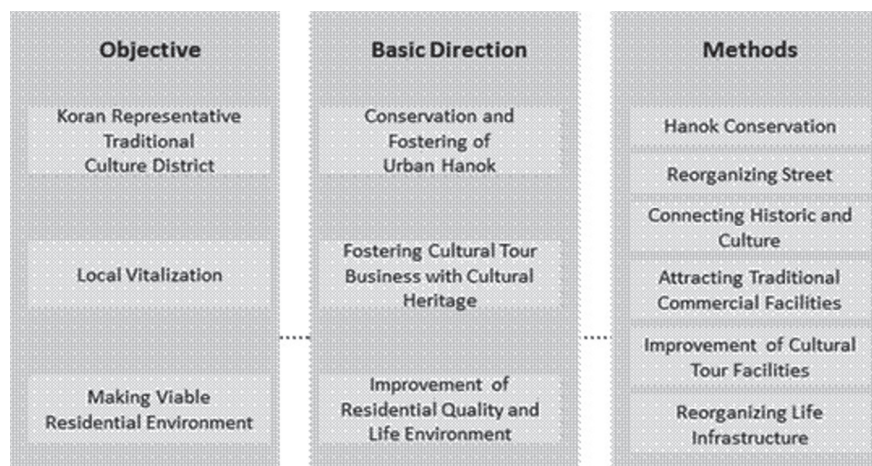 Objective
Koran Representative
Traditional
Culture District
Local Vitalization
Making Viable
Residential Environment
Basic Direction
Conservation and
Fostering of
Urban Hanok
Fostering Cultural Tour
Business with Cultural
Heritage
Improvement of
Residential Quality and
Life Environment
Methods
Hanok Conservation
Reorganizing Street
Connecting Historic and
Culture
Attracting Traditional
Commercial Facilities
Improvement of Cultural
Tour Facilities
Reorganizing Life
Infrastructure